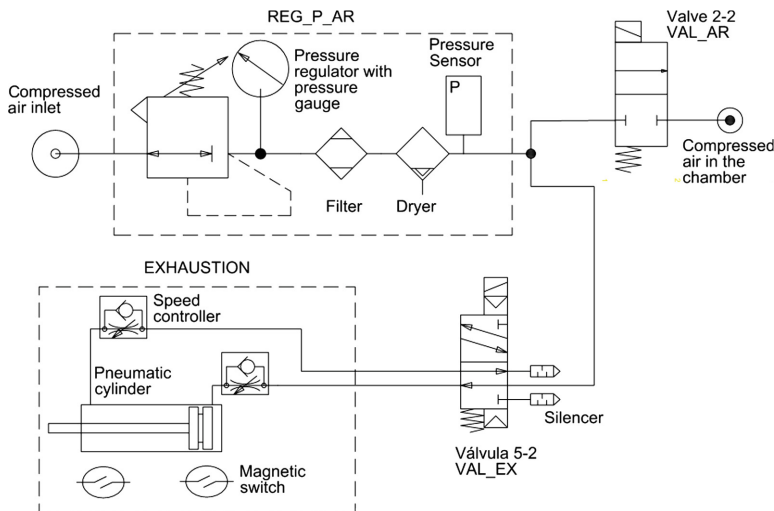 REG_P_AR
Valve 2-2
VAL_AR
Compressed
air inlet
Pressure
regulator with
pressure
gauge
Pressure
Sensor
P
Filter
Dryer
Compressed
air in the
chamber
EXHAUSTION
Speed
controller
Pneumatic
cylinder
Magnetic
switch
Silencer
Válvula 5-2
VAL_EX